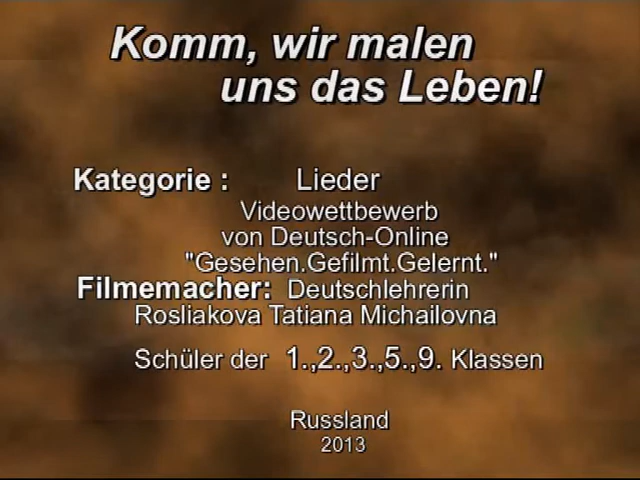 Komm, wir malen
uns das Leben!
Kategorie : Lieder
Videowettbewerb
von Deutsch-Online
"Gesehen.Gefilmt.Gelernt."
Filmemacher: Deutschlehrerin
Rosliakova Tatiana Michailovna
Schüler der 1.,2.,3.,5.,9. Klassen
Russland
2013